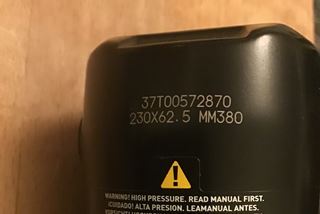 37T00572870
230X62.5 MM380
WARNING! HIGH PRESSURE. READ MANUAL FIRST.
¡CUIDADO! ALTA PRESION. LEAMANUAL ANTES.